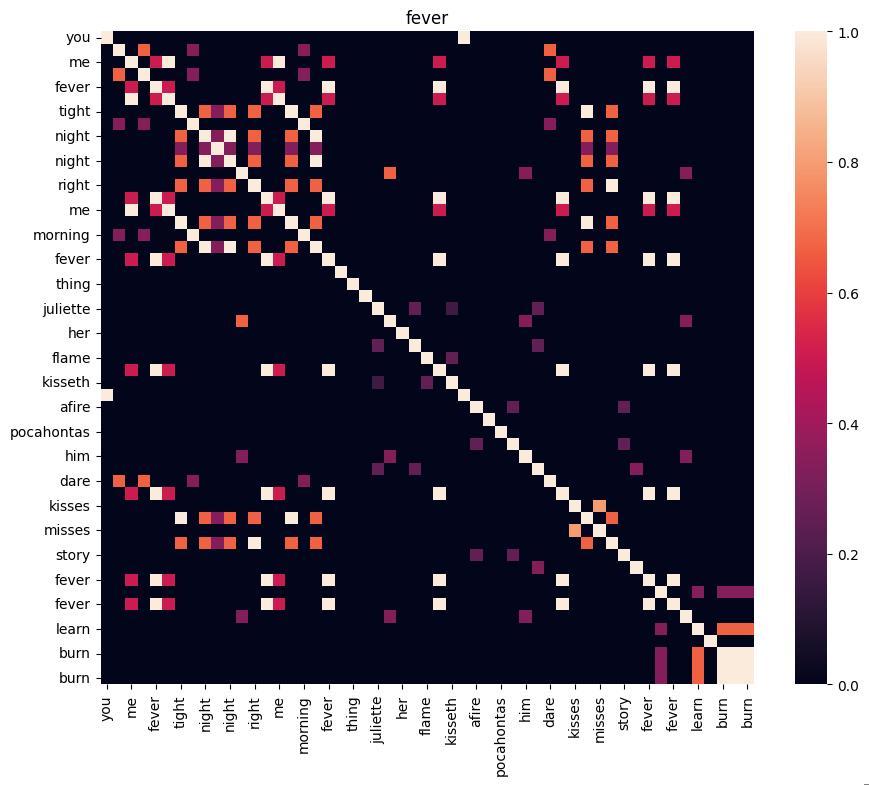 fever
you
me
fever
tight
night
night
right
me
morning
fever
thing
juliette
her
flame
kisseth
afire
pocahontas
him
dare
kisses
misses
story
fever
fever
learn
burn
burn
you
me
fever
tight
night
night
right
me
morning
fever
thing
juliette
her
flame
kisseth
afire
pocahontas
him
dare
kisses
misses
story
fever
fever
learn
burn
burn
1.0
0.8
0.6
0.4
0.2
0.0